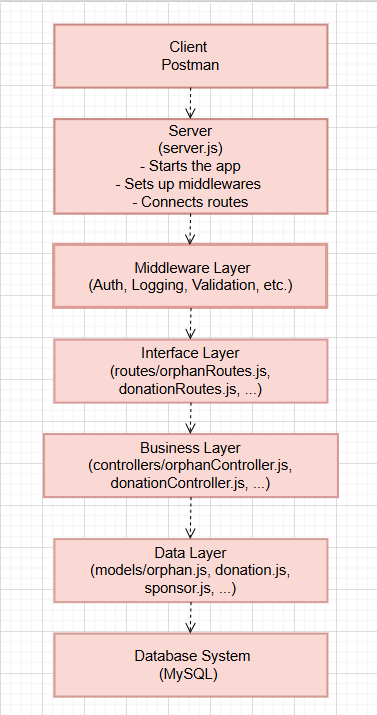 Client
Postman
Server
(server.js)
- Starts the app
- Sets up middlewares
- Connects routes
Middleware Layer
(Auth, Logging, Validation, etc.)
Interface Layer
(routes/orphanRoutes.js,
donationRoutes.js, ...)
Business Layer
(controllers/orphanController.js,
donationController.js, ...)
Data Layer
(models/orphan.js, donation.js,
sponsor.js, ...)
Database System
(MySQL)